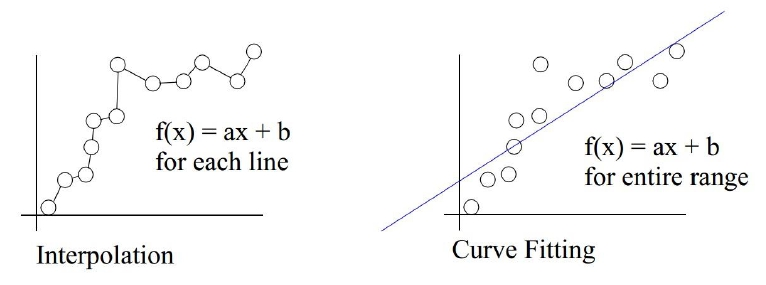 f(x) = ax + b
for each line
Interpolation
f(x) = ax + b
for entire range
Curve Fitting